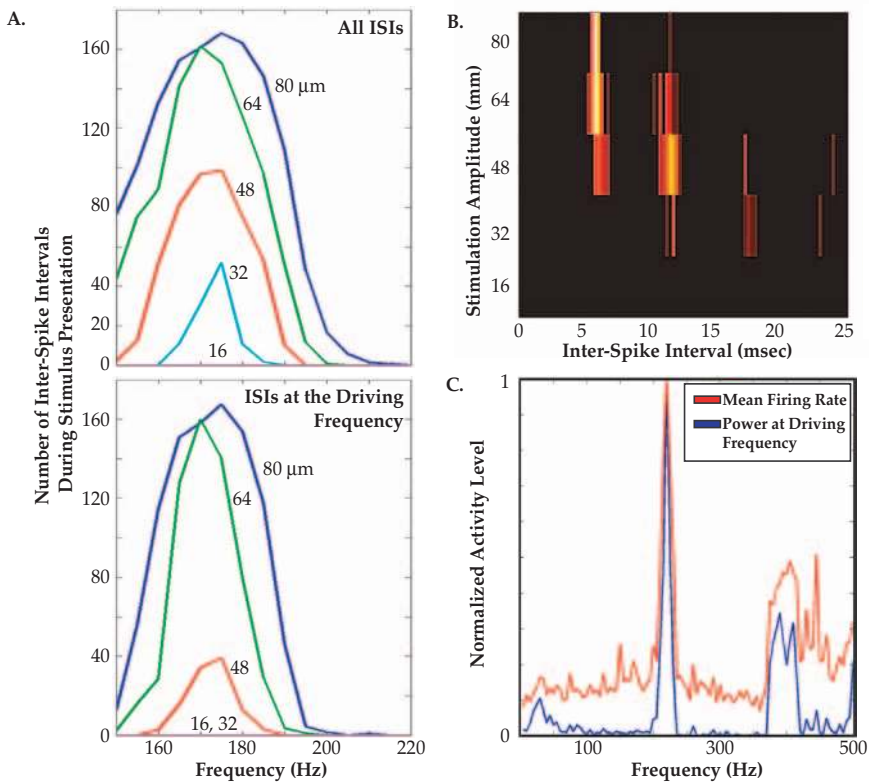 A.
All ISIs
160
120
80
40
20
0
80 µm
64
48
32
16
ISIs at the Driving
Frequency
160
120
80
40
0
80 µm
64
48
16, 32
160
180
200
220
Frequency (Hz)
Number of Inter-Spike Intervals
During Stimulus Presentation
B.
Stimulation Amplitude (mm)
80
64
48
32
16
0
5
10
15
20
25
Inter-Spike Interval (msec)
C.
Normalized Activity Level
1
0
Mean Firing Rate
Power at Driving
Frequency
100
300
500
Frequency (Hz)